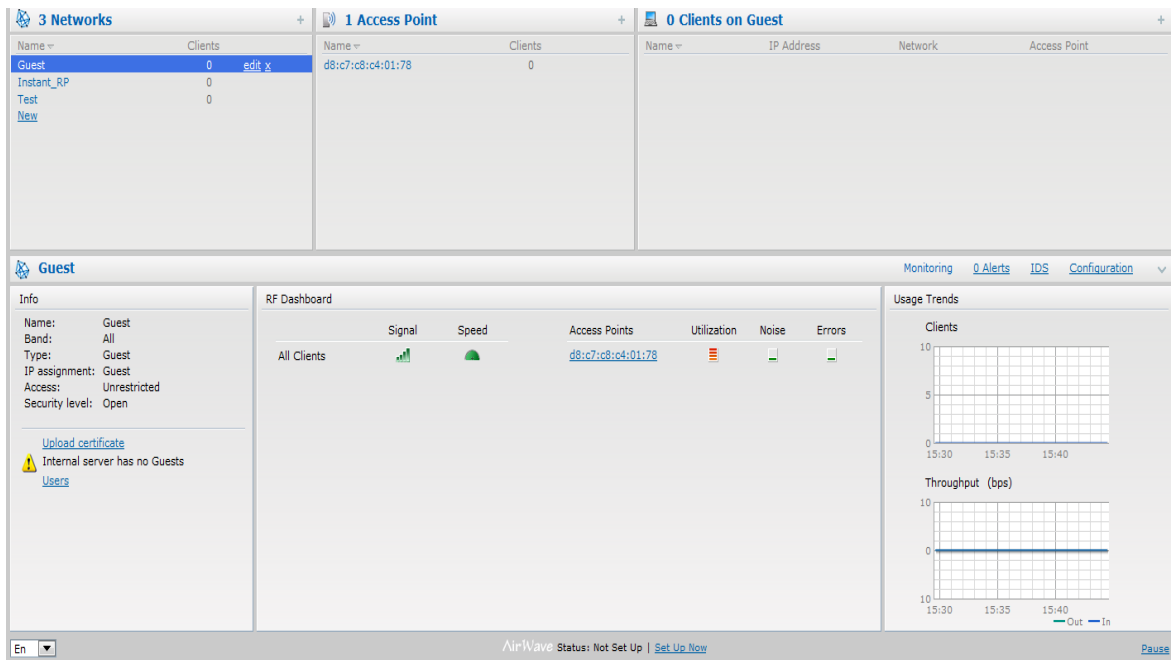 3 Networks +
Name Clients
Guest 0 edit x
Instant_RP 0
Test 0
New
1 Access Point +
Name Clients
d8:c7:c8:c4:01:78 0
0 Clients on Guest +
Name IP Address Network Access Point
Guest
Monitoring 0 Alerts IDS Configuration
Info
Name: Guest
Band: All
Type: Guest
IP assignment: Guest
Access: Unrestricted
Security level: Open
Upload certificate
Internal server has no Guests
Users
RF Dashboard
Signal Speed Access Points Utilization Noise Errors
All Clients d8:c7:c8:c4:01:78
Usage Trends
Clients
10
5
0
15:30 15:35 15:40
Throughput (bps)
10
0
10
15:30 15:35 15:40
Out In
En AirWave Status: Not Set Up | Set Up Now Pause